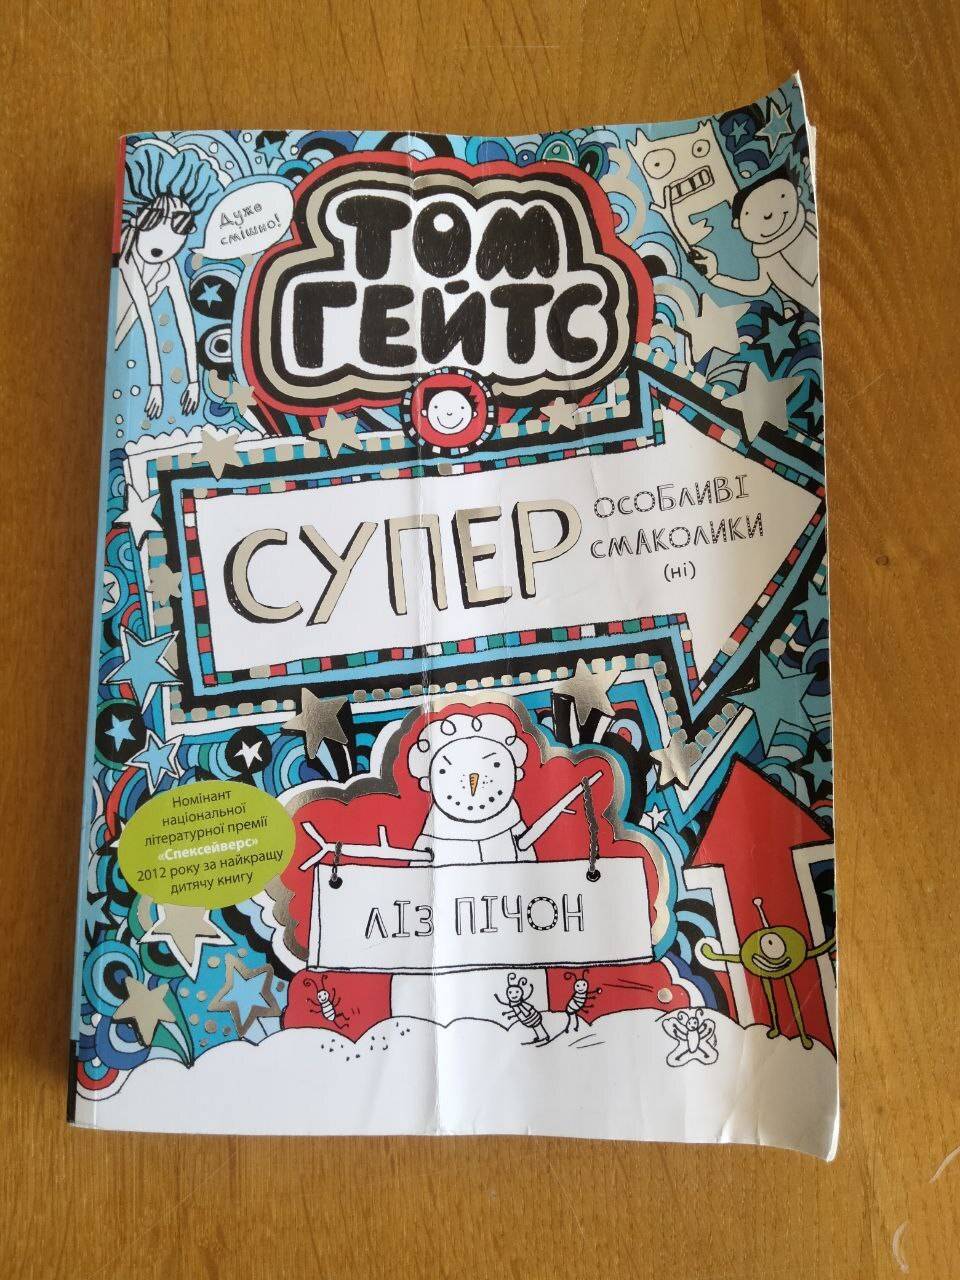 Дуже
смішно!
ТОМ
ГЕЙТС
СУПЕР
ОСОБЛИВІ
СМАКОЛИКИ
(НІ)
Номінант
національної
літературної премії
«Спексейверс»
2012 року за найкращу
дитячу книгу
ЛІЗ ПІЧОН